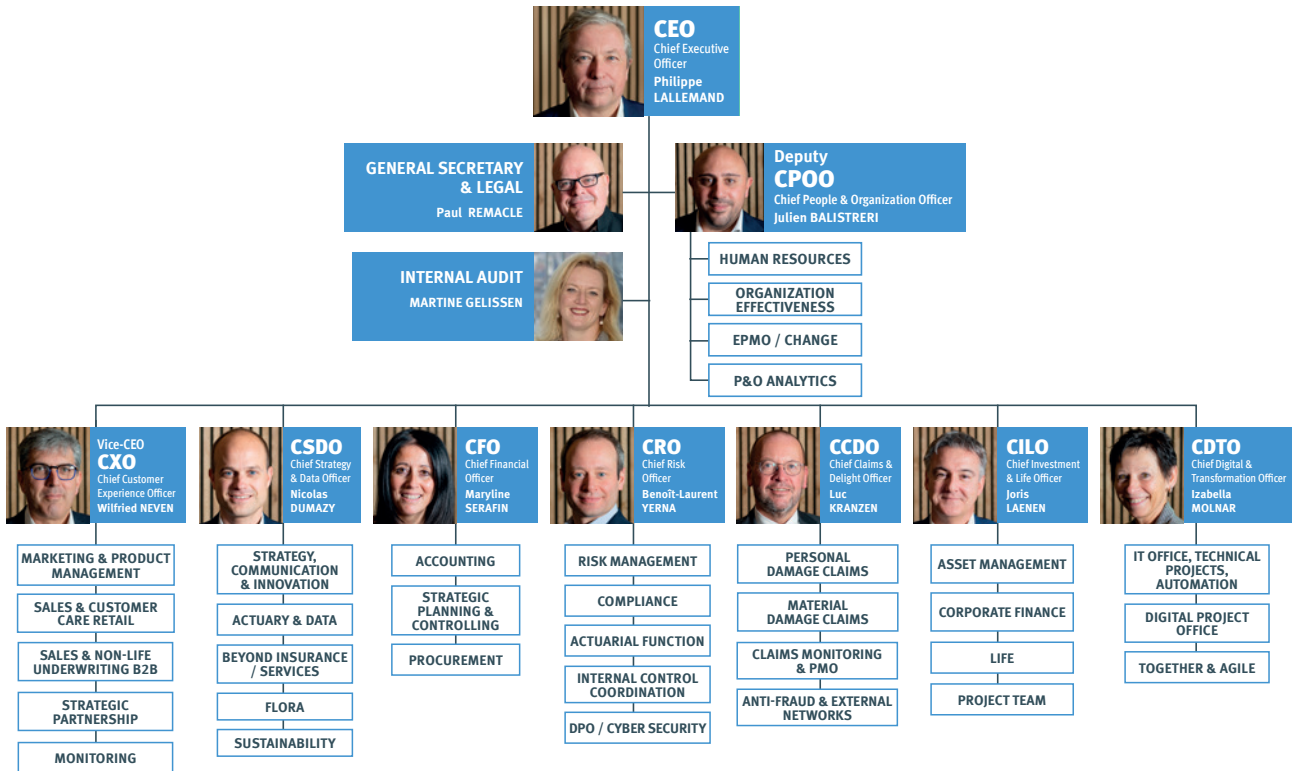 CEO
Chief Executive
Officer
Philippe
LALLEMAND
GENERAL SECRETARY
& LEGAL
Paul REMACLE
Deputy
CPOO
Chief People & Organization Officer
Julien BALISTRERI
INTERNAL AUDIT
MARTINE GELISSEN
HUMAN RESOURCES
ORGANIZATION
EFFECTIVENESS
EPMO / CHANGE
P&O ANALYTICS
Vice-CEO
CXO
Chief Customer
Experience Officer
Wilfried NEVEN
MARKETING & PRODUCT
MANAGEMENT
SALES & CUSTOMER
CARE RETAIL
SALES & NON-LIFE
UNDERWRITING B2B
STRATEGIC
PARTNERSHIP
MONITORING
CSDO
Chief Strategy
& Data Officer
Nicolas
DUMAZY
STRATEGY,
COMMUNICATION
& INNOVATION
ACTUARY & DATA
BEYOND INSURANCE
/ SERVICES
FLORA
SUSTAINABILITY
CFO
Chief Financial
Officer
Maryline
SERAFIN
ACCOUNTING
STRATEGIC
PLANNING &
CONTROLLING
PROCUREMENT
CRO
Chief Risk
Officer
Benoît-Laurent
YERNA
RISK MANAGEMENT
COMPLIANCE
ACTUARIAL FUNCTION
INTERNAL CONTROL
COORDINATION
DPO / CYBER SECURITY
CCDO
Chief Claims &
Delight Officer
Luc
KRANZEN
PERSONAL
DAMAGE CLAIMS
MATERIAL
DAMAGE CLAIMS
CLAIMS MONITORING
& PMO
ANTI-FRAUD & EXTERNAL
NETWORKS
CILO
Chief Investment
& Life Officer
Joris
LAENEN
ASSET MANAGEMENT
CORPORATE FINANCE
LIFE
PROJECT TEAM
CDTO
Chief Digital &
Transformation Officer
Izabella
MOLNAR
IT OFFICE, TECHNICAL
PROJECTS,
AUTOMATION
DIGITAL PROJECT
OFFICE
TOGETHER & AGILE